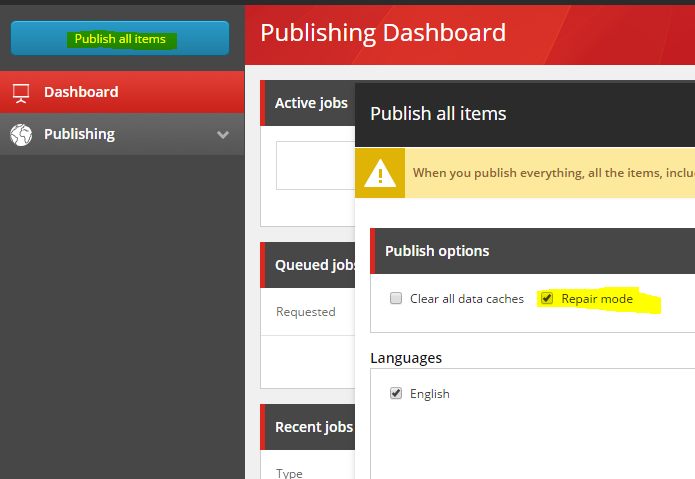 Publish all items
Publishing Dashboard
Dashboard
Publishing
Active jobs
Publish all items
When you publish everything, all the items,
Publish options
Clear all data caches
Repair mode
Queued jobs
Requested
Languages
English
Recent jobs
Type